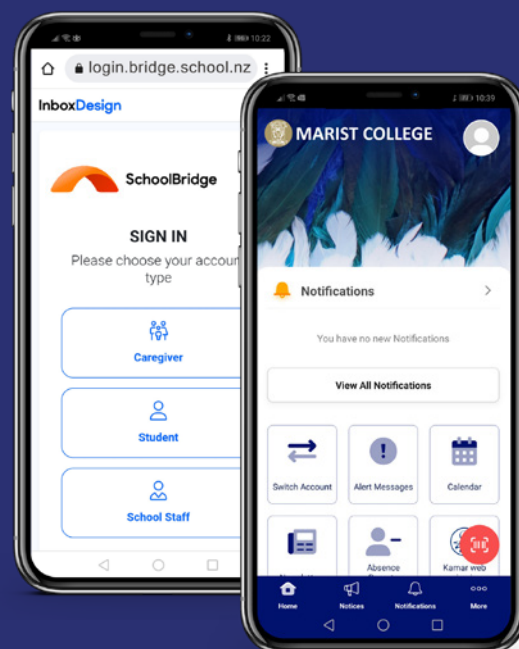 10:22
login.bridge.school.nz
InboxDesign
SchoolBridge
SIGN IN
Please choose your accoun
type
Caregiver
Student
School Staff
10:39
MARIST COLLEGE
Notifications
You have no new Notifications
View All Notifications
Switch Account
Alert Messages
Calendar
Absence
Kamar web
Home
Notices
Notifications
More